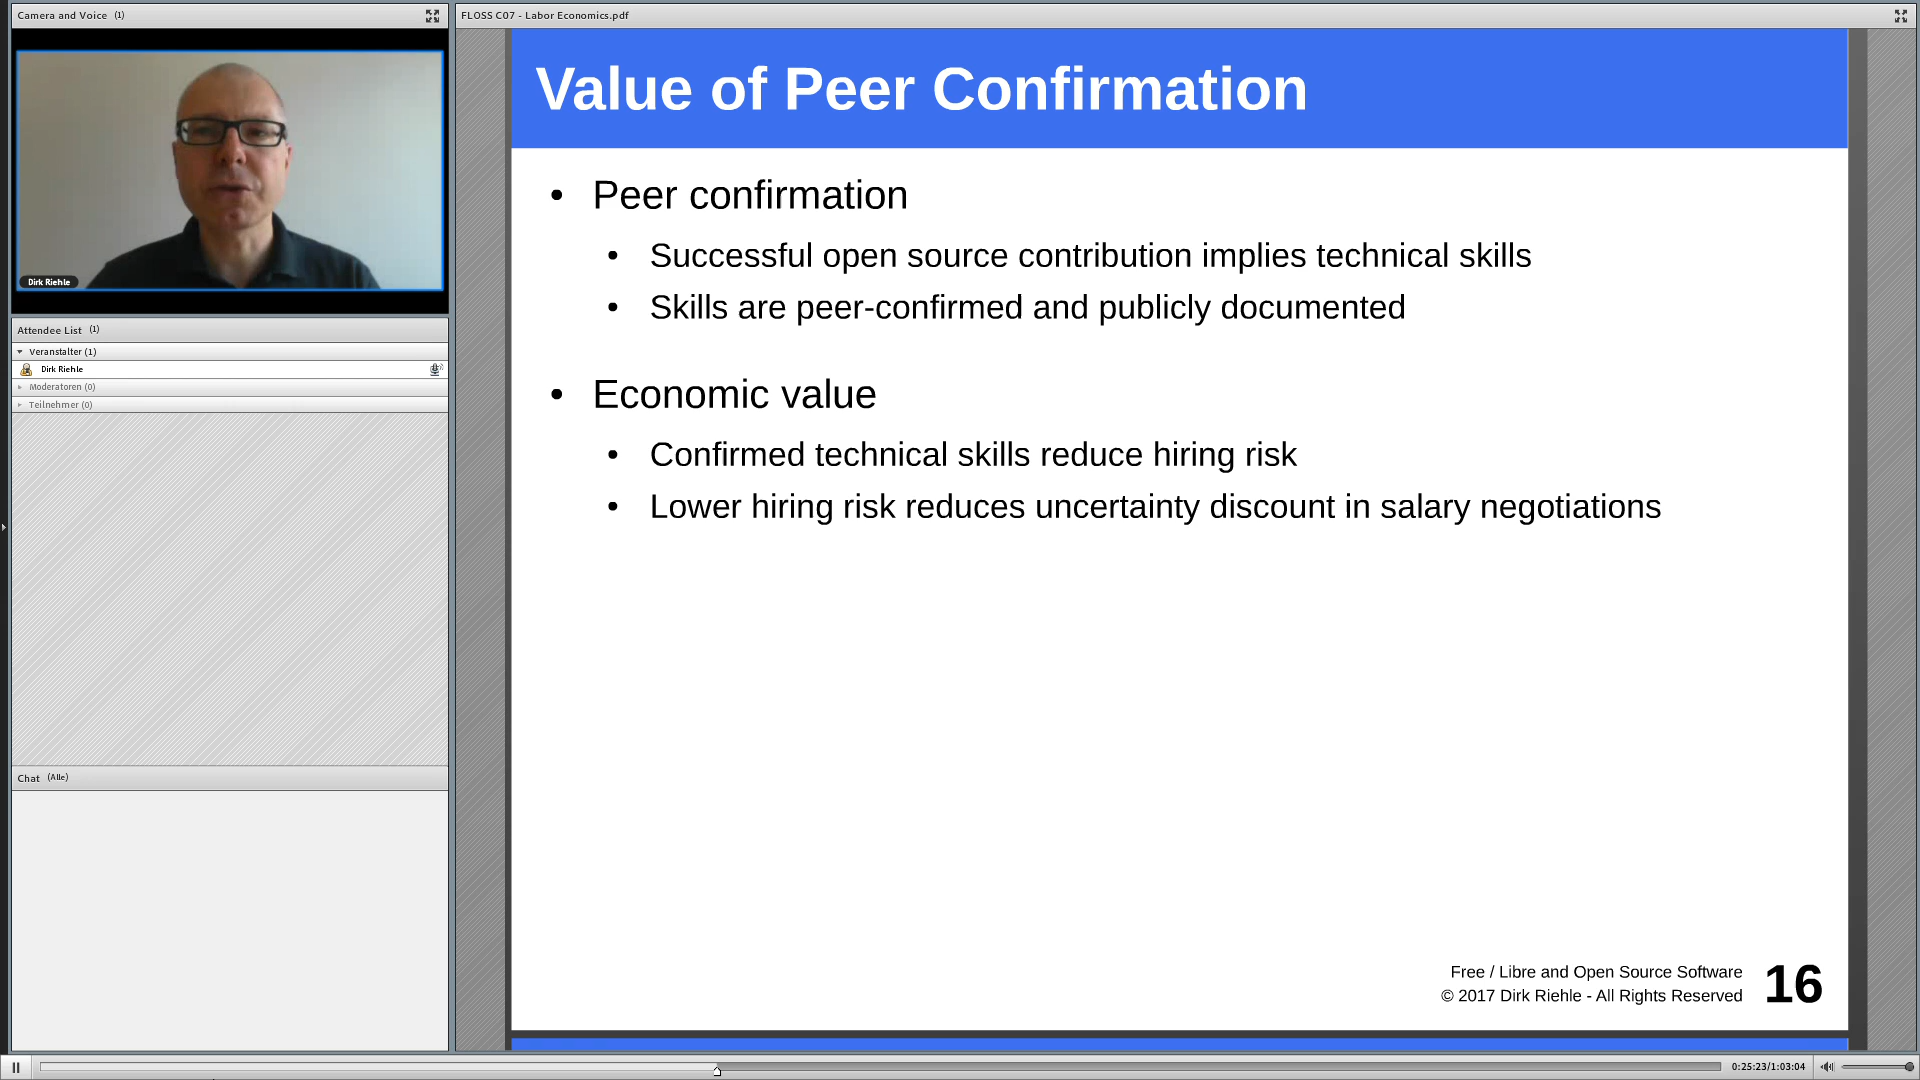 Camera and Voice (1)
Dirk Riehle
Attendee List (1)
Veranstalter (1)
Dirk Riehle
Moderatoren (0)
Teilnehmer (0)
Chat (Alle)
FLOSS C07 - Labor Economics.pdf
Value of Peer Confirmation
• Peer confirmation
• Successful open source contribution implies technical skills
• Skills are peer-confirmed and publicly documented
• Economic value
• Confirmed technical skills reduce hiring risk
• Lower hiring risk reduces uncertainty discount in salary negotiations
Free / Libre and Open Source Software
© 2017 Dirk Riehle - All Rights Reserved
16
0:25:23/1:03:04